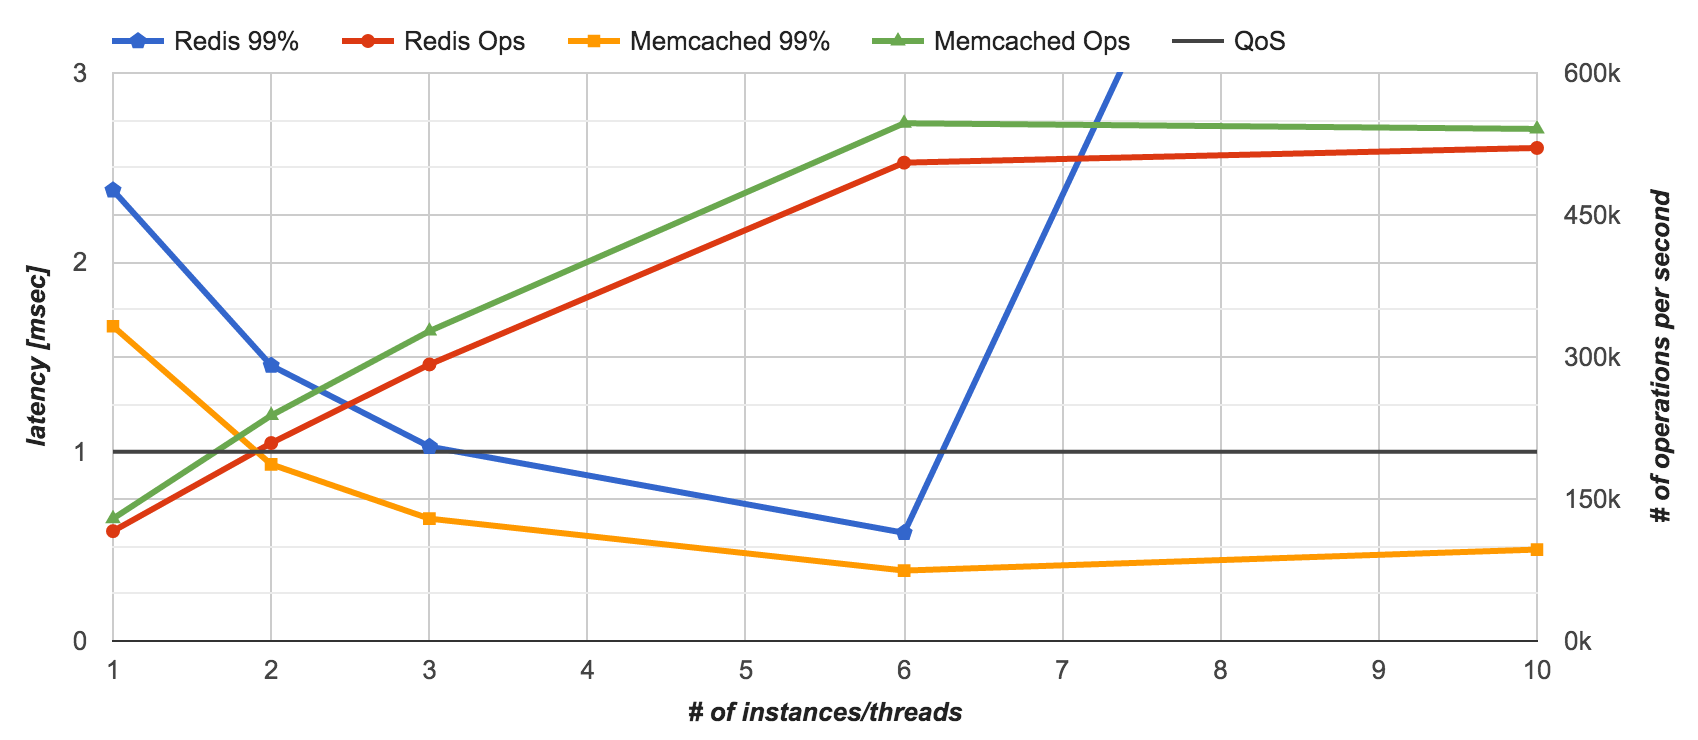 Redis 99% Redis Ops Memcached 99% Memcached Ops QoS
3 600k
450k
2
latency [msec]
# of operations per second
300k
1
150k
0 0k
1 2 3 4 5 6 7 8 9 10
# of instances/threads